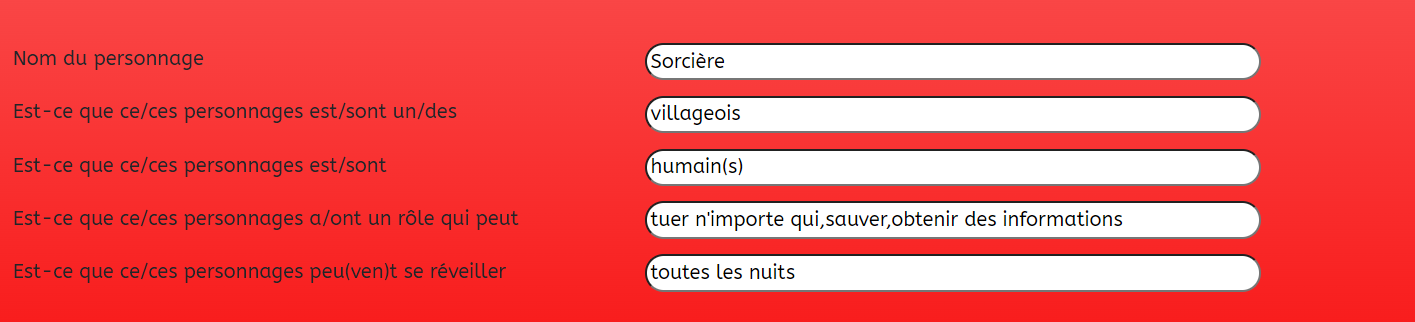 Nom du personnage Sorcière
Est-ce que ce/ces personnages est/sont un/des villageois
Est-ce que ce/ces personnages est/sont humain(s)
Est-ce que ce/ces personnages a/ont un rôle qui peut tuer n'importe qui,sauver,obtenir des informations
Est-ce que ce/ces personnages peu(ven)t se réveiller toutes les nuits